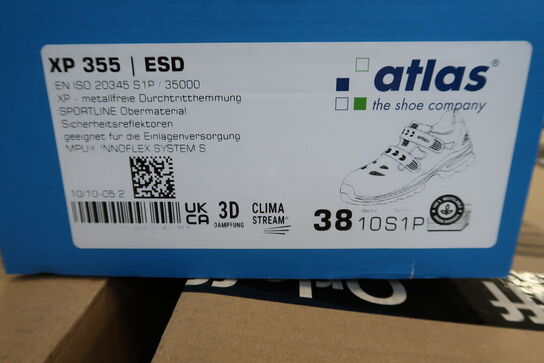 XP 355 | ESD
EN ISO 20345 S1P / 35000
XP - metallfreie Durchtritthemmung
SPORTLINE Obermaterial
Sicherheitsreflektoren
geeignet für die Einlagenversorgung
MPU® INNOFLEX SYSTEM S
10/10-05.2
atlas®
the shoe company
atlas
UK
CA
3D
DÄMPFUNG
CLIMA
STREAM®
38
10S1P